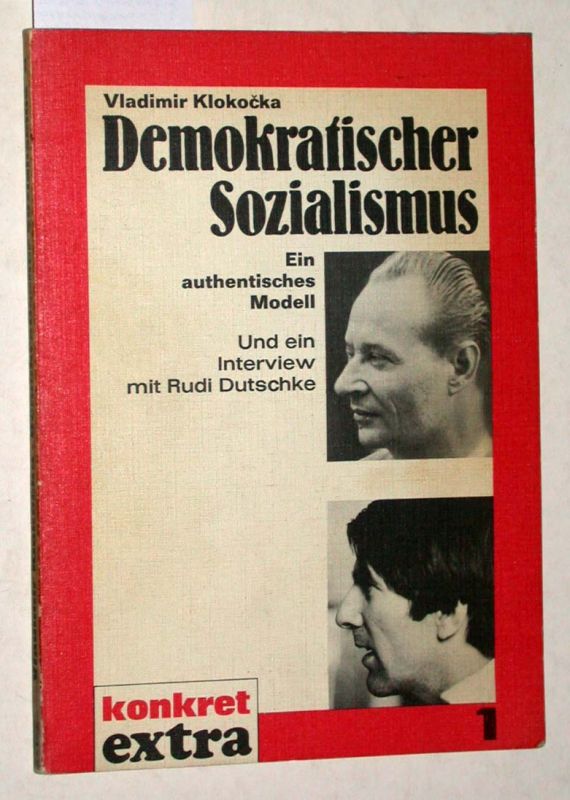 Vladimir Klokočka
Demokratischer
Sozialismus
Ein
authentisches
Modell
Und ein
Interview
mit Rudi Dutschke
konkret
extra
1